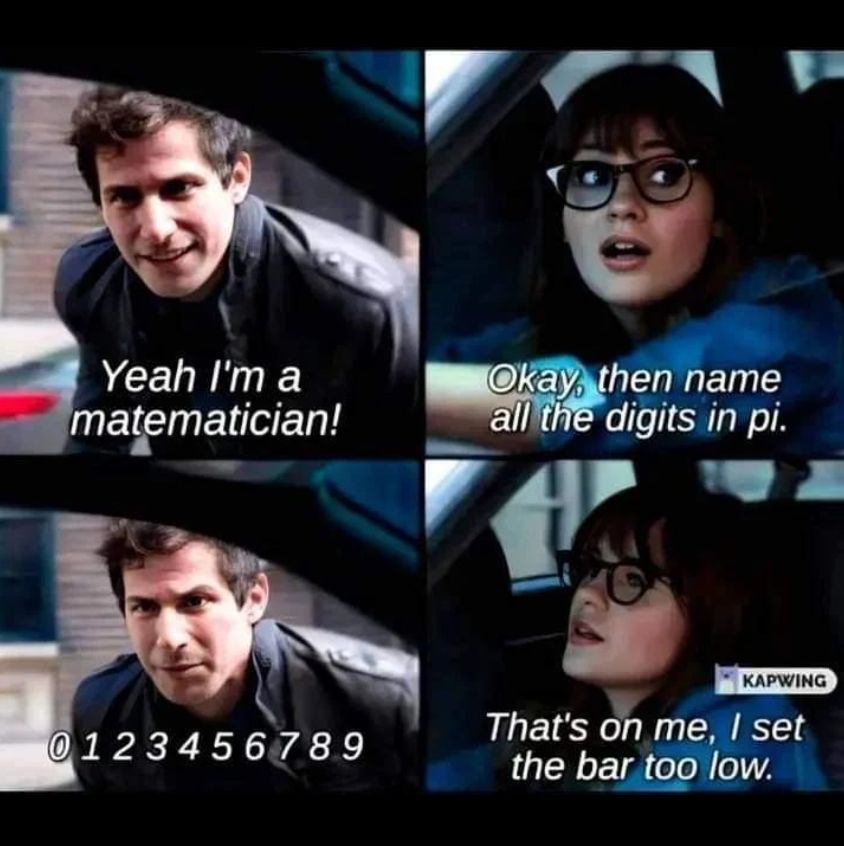 Yeah I'm a
matematician!
Okay, then name
all the digits in pi.
0 1 2 3 4 5 6 7 8 9
KAPWING
That's on me, I set
the bar too low.